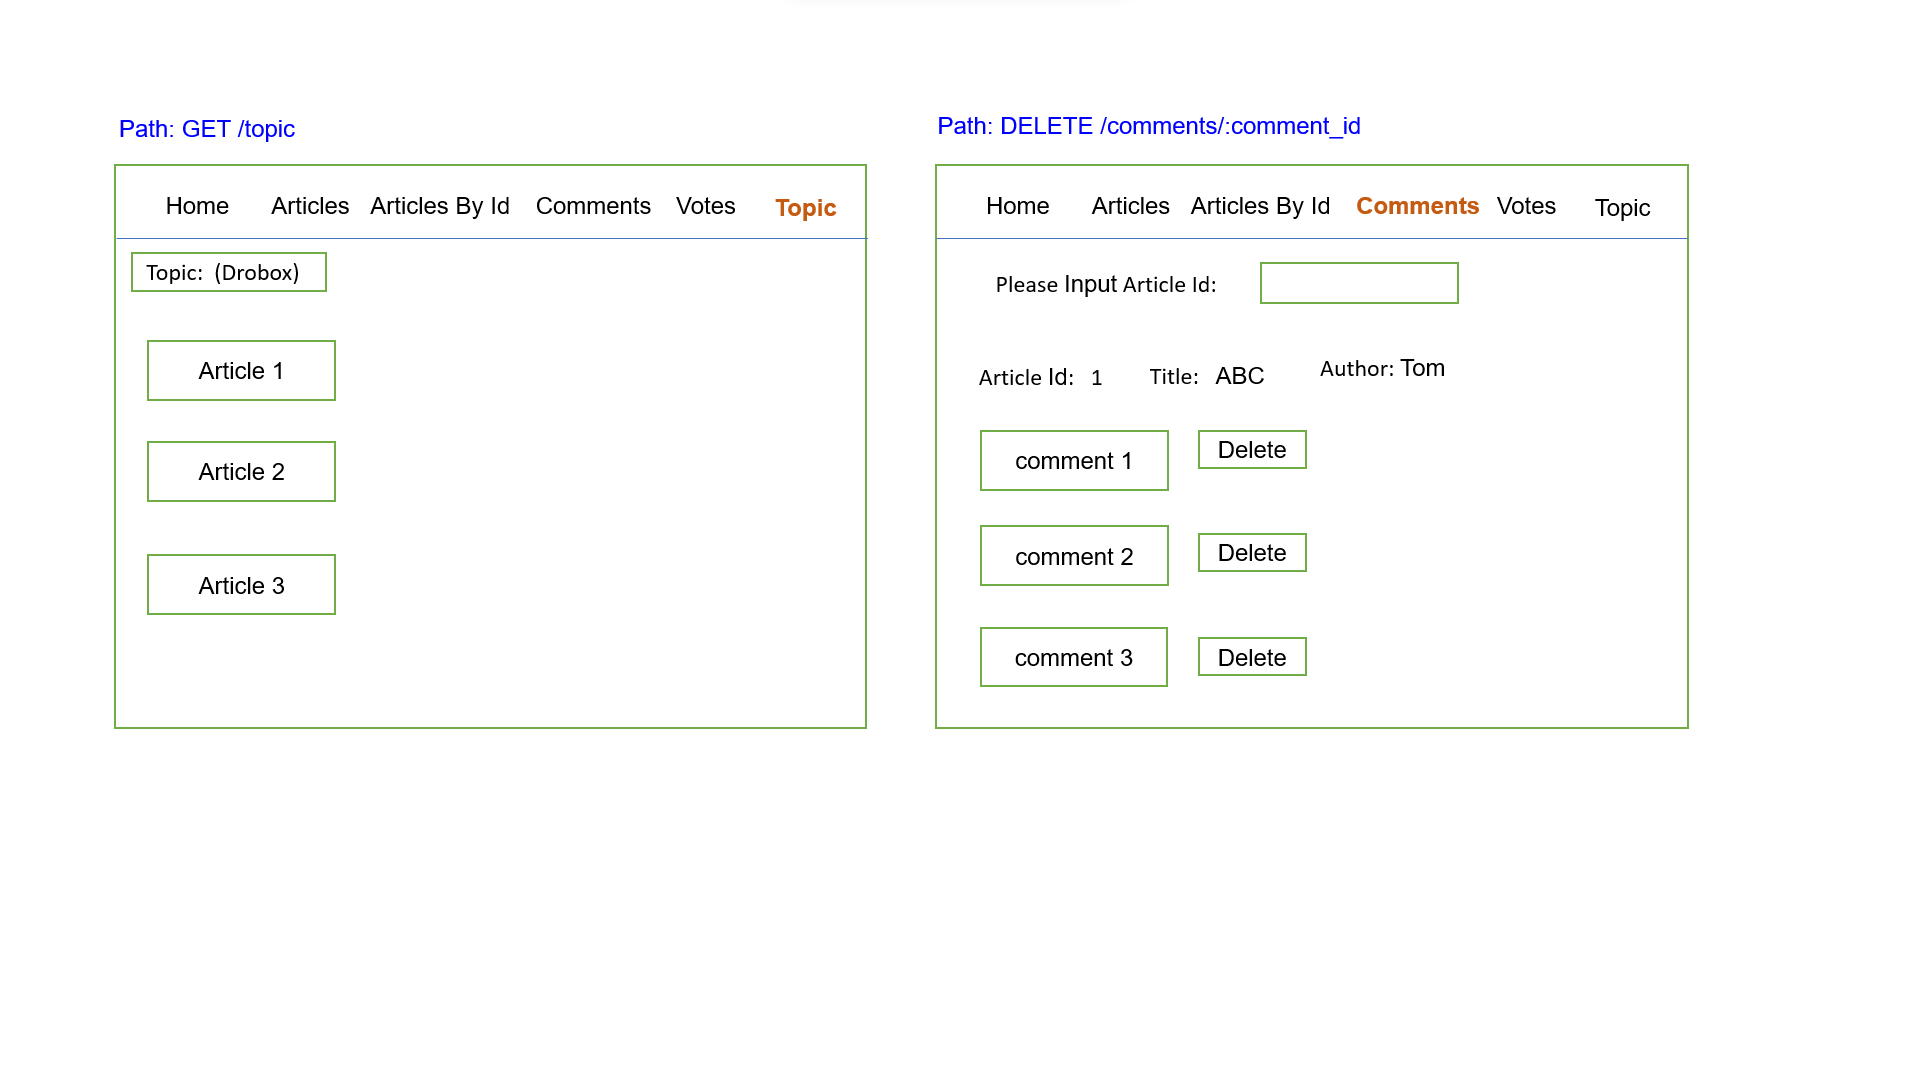 Path: GET /topic
Home Articles Articles By Id Comments Votes Topic
Topic: (Drobox)
Article 1
Article 2
Article 3
Path: DELETE /comments/:comment_id
Home Articles Articles By Id Comments Votes Topic
Please Input Article Id:
Article Id: 1 Title: ABC Author: Tom
comment 1 Delete
comment 2 Delete
comment 3 Delete